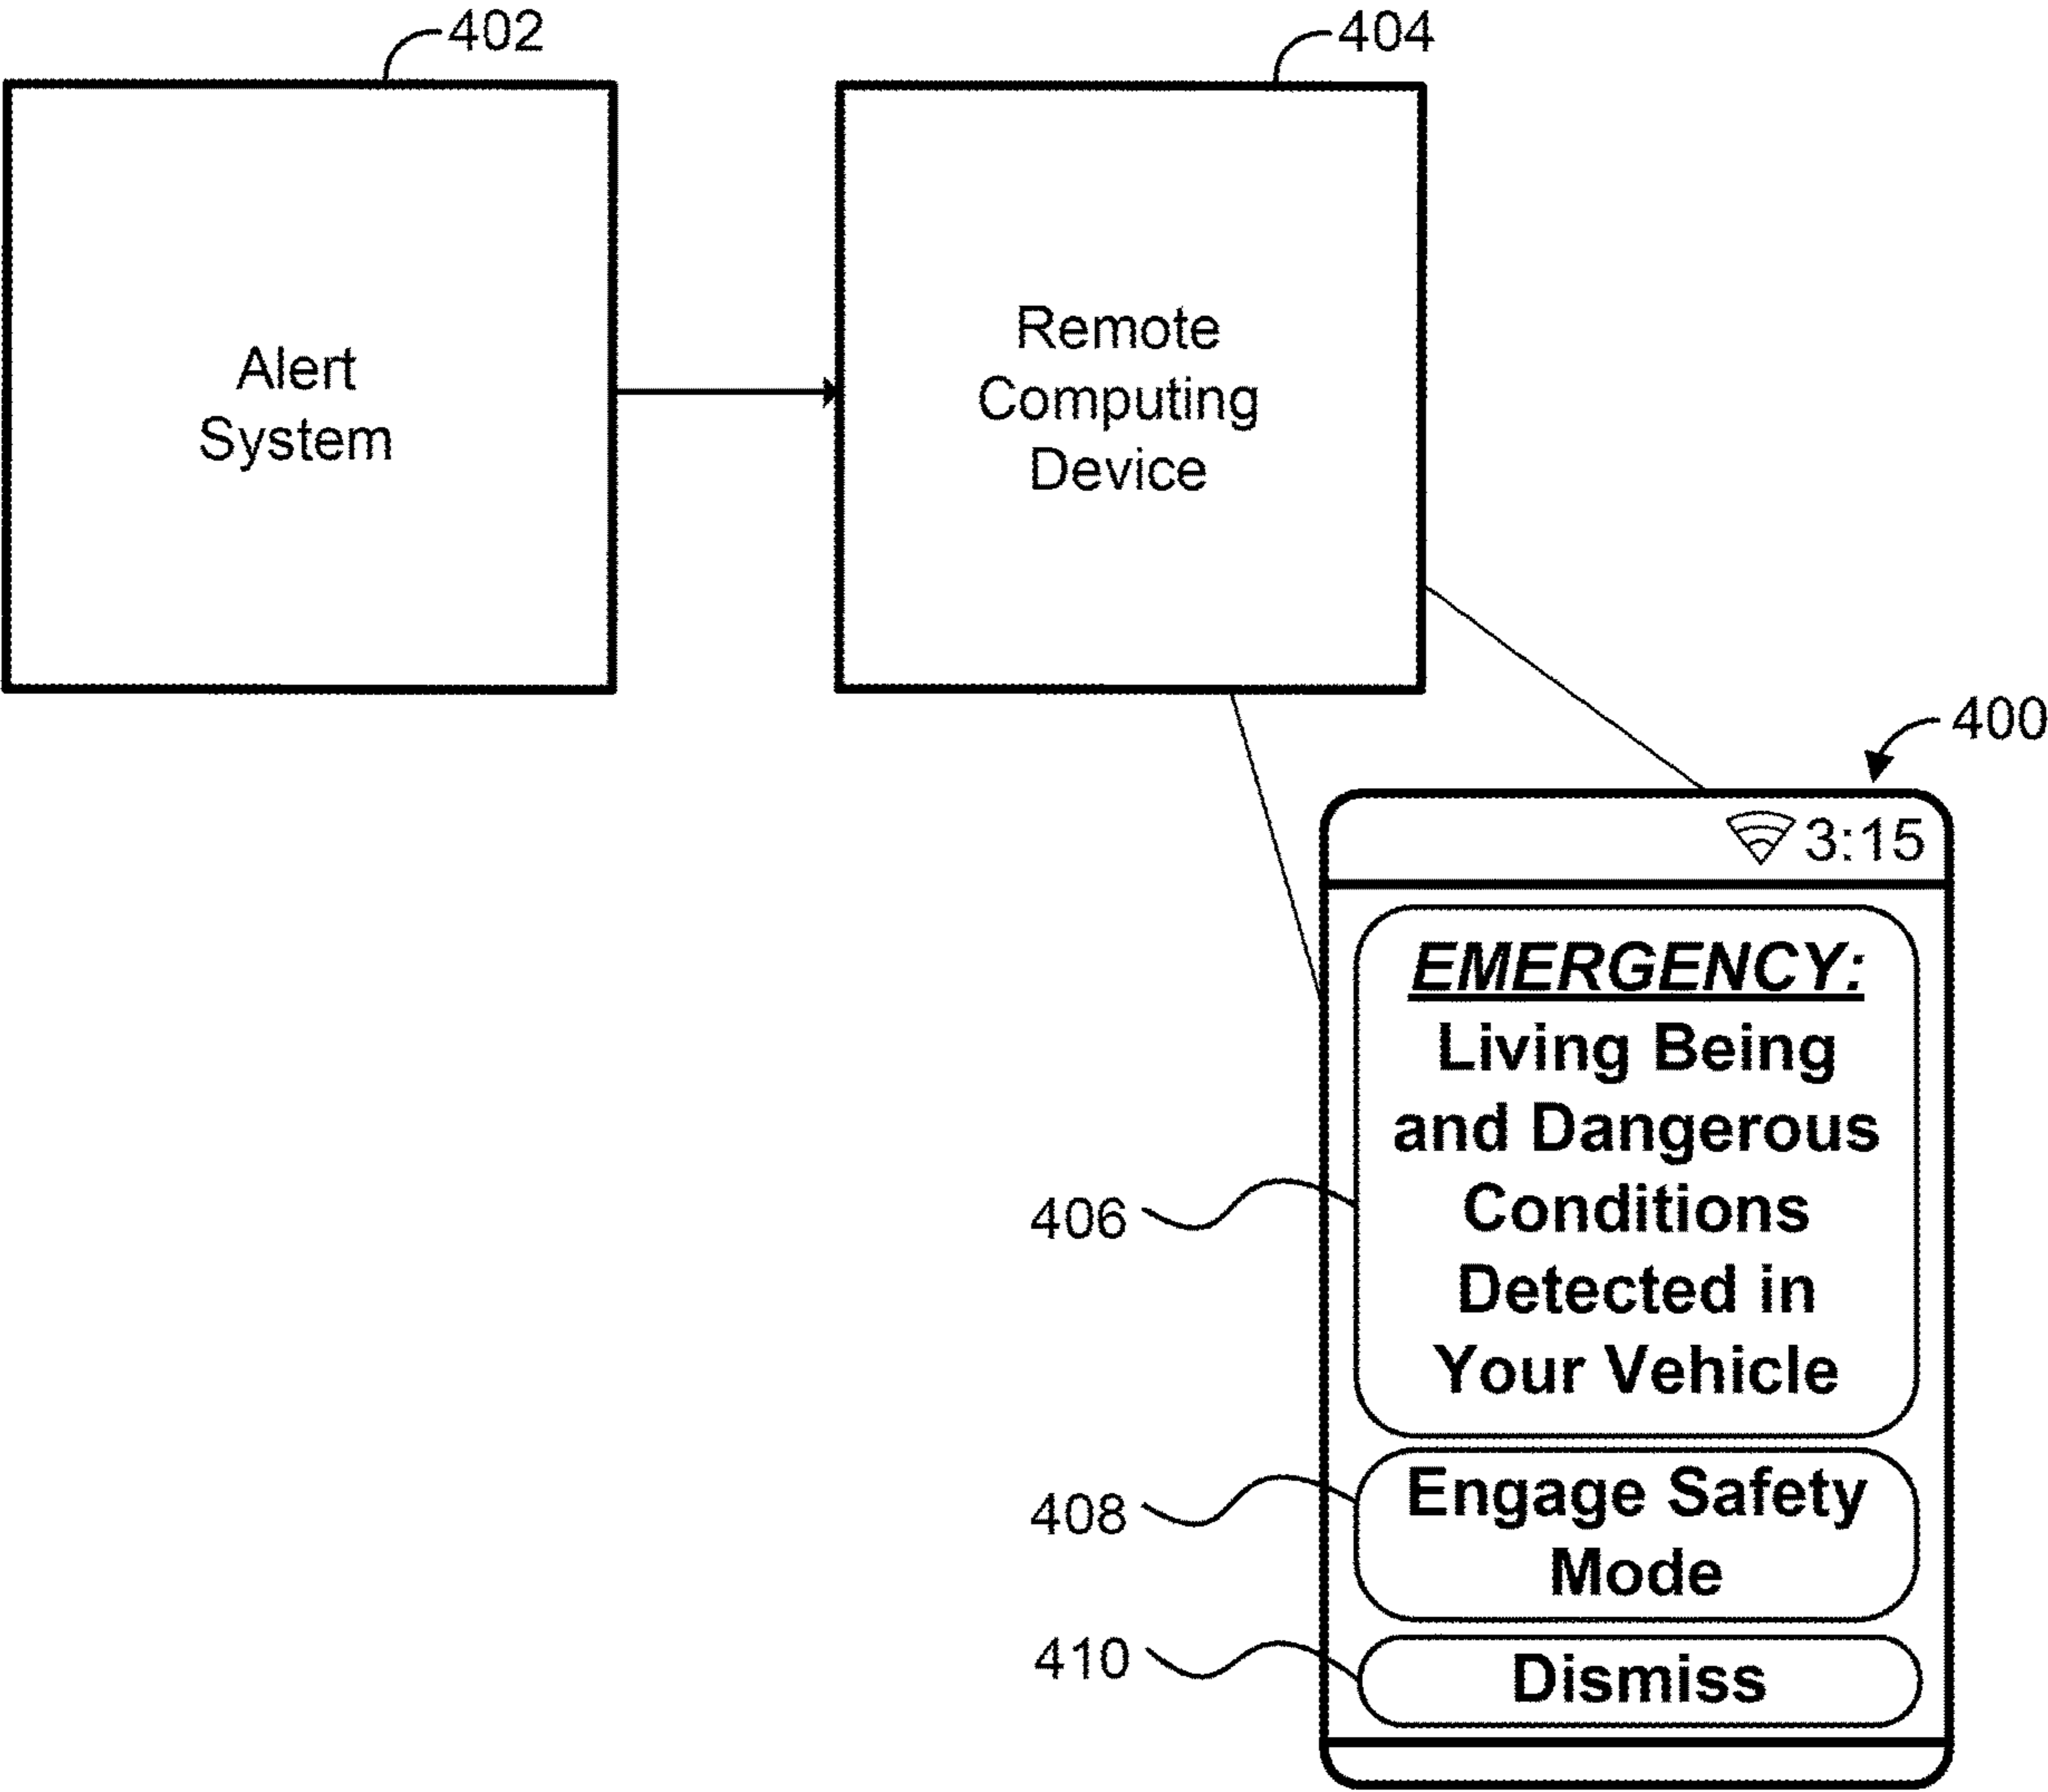 402
404
Alert
System
Remote
Computing
Device
400
3:15
EMERGENCY:
Living Being
and Dangerous
Conditions
Detected in
Your Vehicle
406
Engage Safety
Mode
408
Dismiss
410